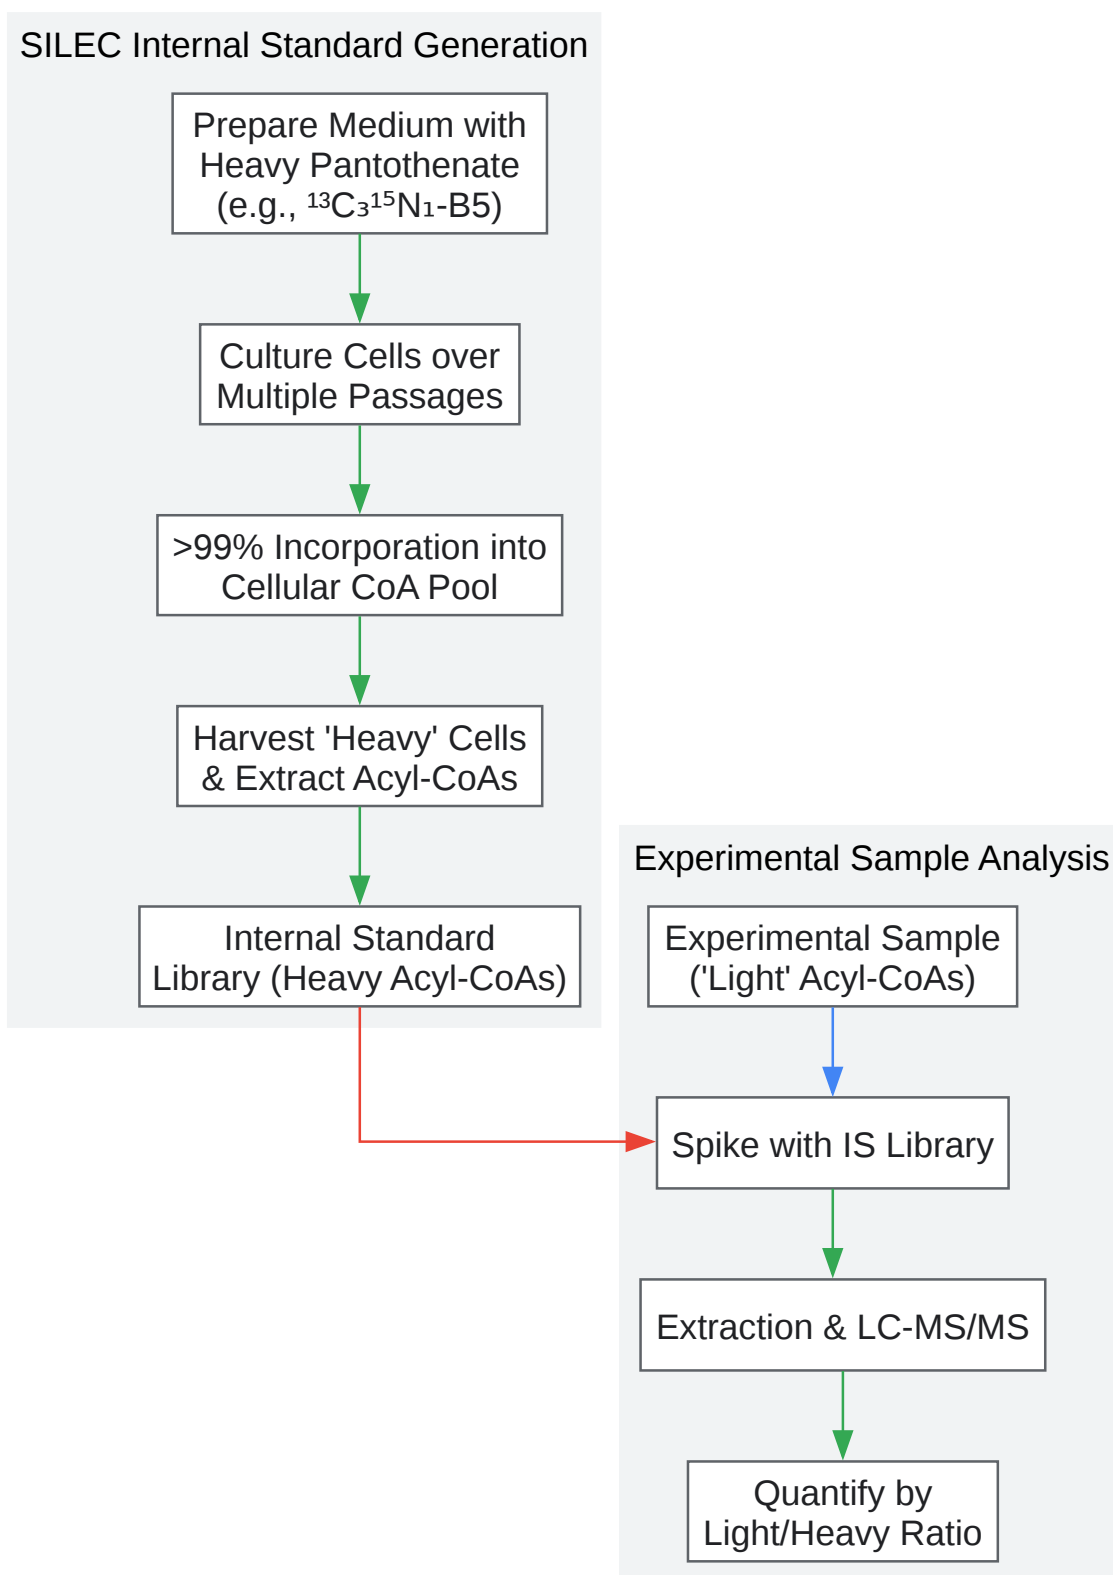 SILEC Internal Standard Generation
Prepare Medium with
Heavy Pantothenate
(e.g., ¹³C₃¹⁵N₁-B5)
Culture Cells over
Multiple Passages
>99% Incorporation into
Cellular CoA Pool
Harvest 'Heavy' Cells
& Extract Acyl-CoAs
Internal Standard
Library (Heavy Acyl-CoAs)
Experimental Sample Analysis
Experimental Sample
('Light' Acyl-CoAs)
Spike with IS Library
Extraction & LC-MS/MS
Quantify by
Light/Heavy Ratio